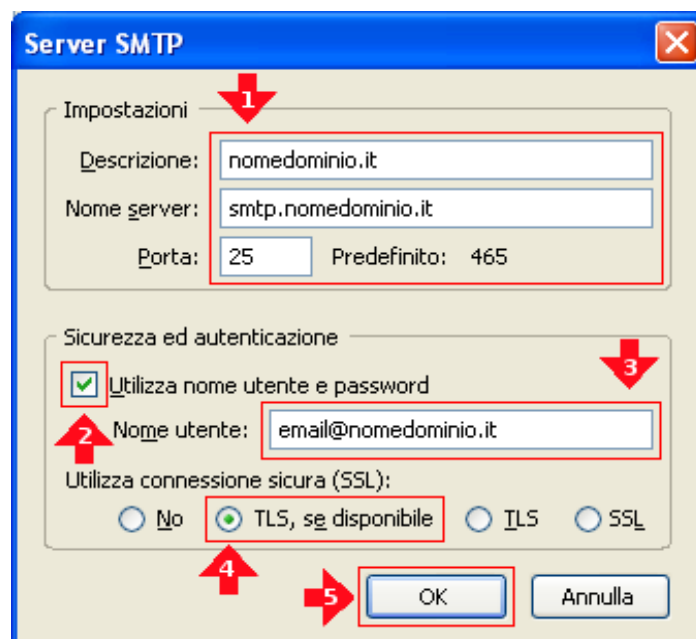 Server SMTP
1
Impostazioni
Descrizione: nomedominio.it
Nome server: smtp.nomedominio.it
Porta: 25 Predefinito: 465
Sicurezza ed autenticazione
3
Utilizza nome utente e password
2
Nome utente: email@nomedominio.it
Utilizza connessione sicura (SSL):
No TLS, se disponibile TLS SSL
4
5 OK Annulla